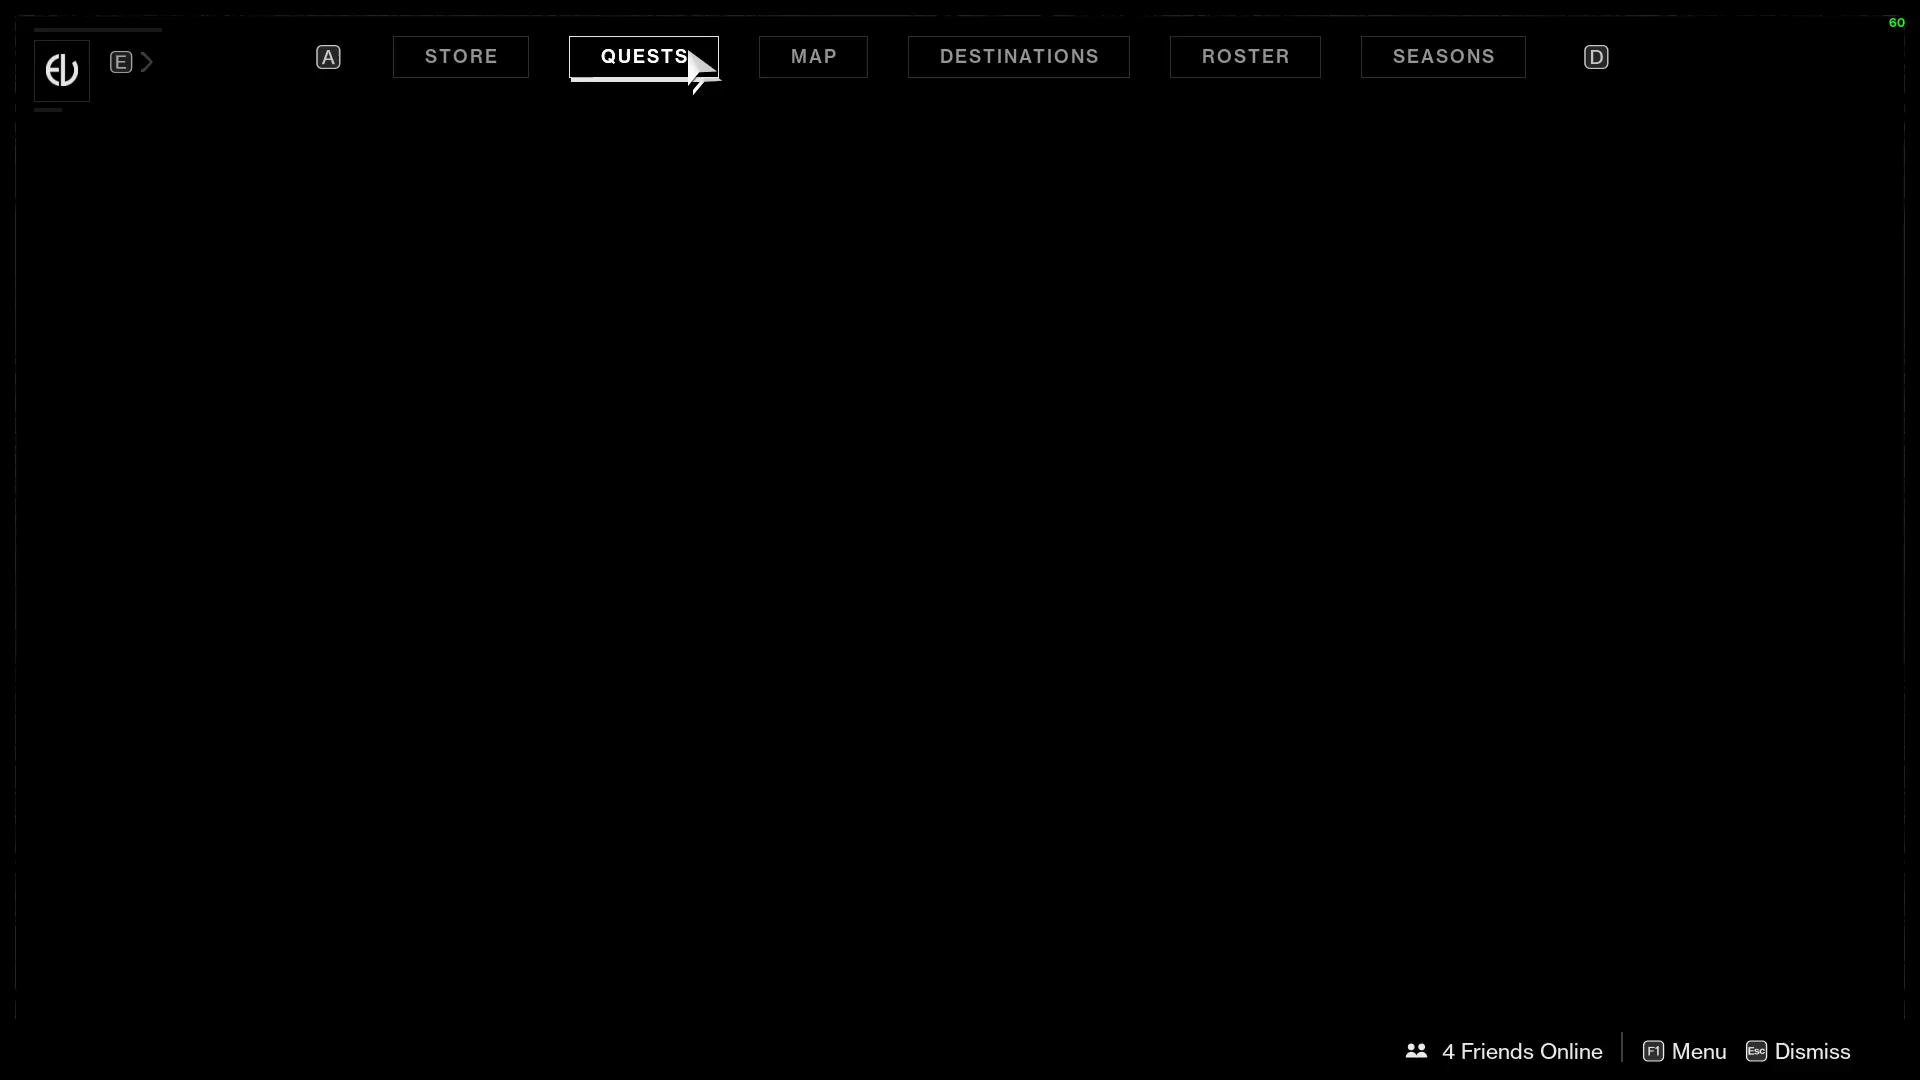 60
E
A
STORE
QUESTS
MAP
DESTINATIONS
ROSTER
SEASONS
D
4 Friends Online
F1 Menu
Esc Dismiss